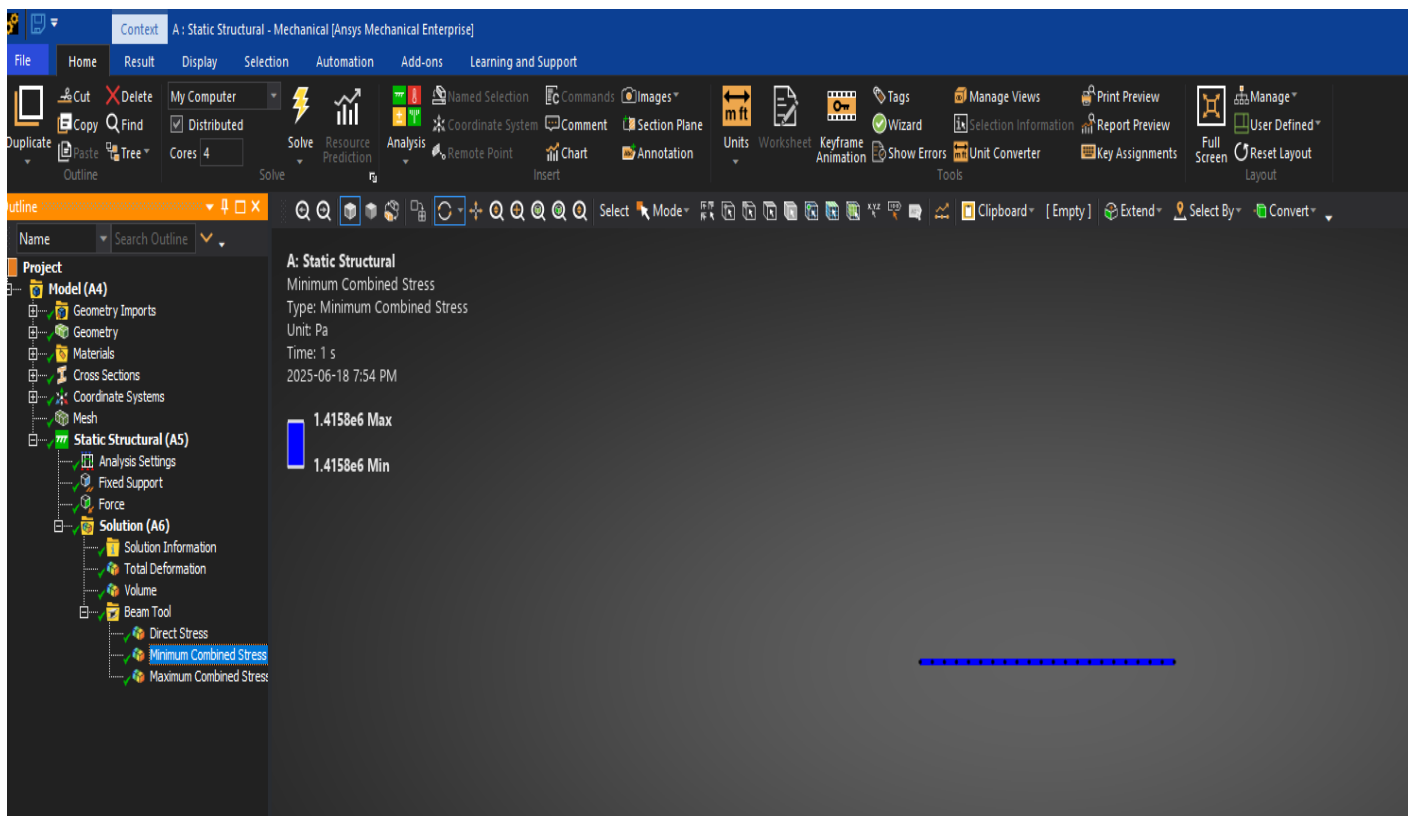 Context A : Static Structural - Mechanical [Ansys Mechanical Enterprise]
File Home Result Display Selection Automation Add-ons Learning and Support
Cut Delete My Computer Named Selection Commands Images Tags Manage Views Print Preview Manage
Copy Find Distributed Coordinate System Comment Section Plane Wizard Selection Information Report Preview User Defined
Duplicate Paste Tree Cores 4 Solve Resource Prediction Analysis Remote Point Chart Annotation Units Worksheet Keyframe Animation Show Errors Unit Converter Key Assignments Full Screen Reset Layout
Outline Solve Insert Tools Layout
Outline Select Mode Clipboard [ Empty ] Extend Select By Convert
Name Search Outline
Project
Model (A4)
Geometry Imports
Geometry
Materials
Cross Sections
Coordinate Systems
Mesh
Static Structural (A5)
Analysis Settings
Fixed Support
Force
Solution (A6)
Solution Information
Total Deformation
Volume
Beam Tool
Direct Stress
Minimum Combined Stress
Maximum Combined Stress
A: Static Structural
Minimum Combined Stress
Type: Minimum Combined Stress
Unit: Pa
Time: 1 s
2025-06-18 7:54 PM
1.4158e6 Max
1.4158e6 Min